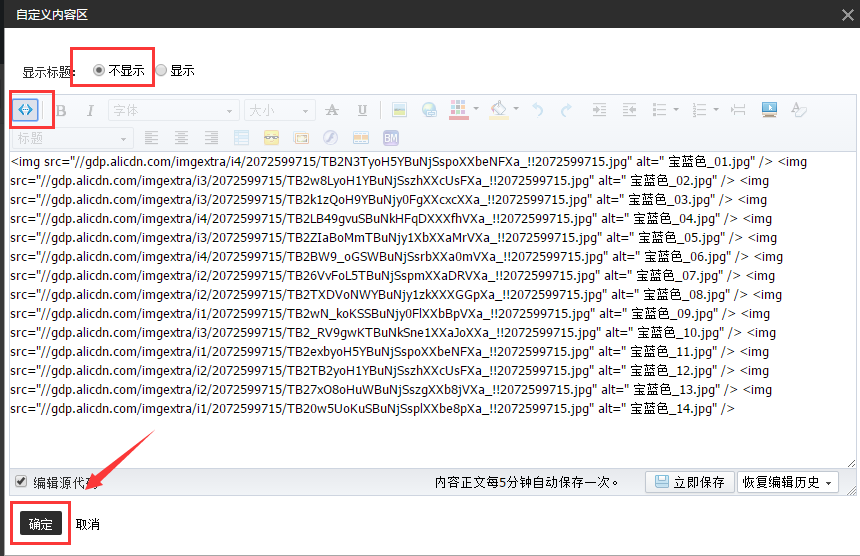 自定义内容区
显示标题: 不显示 显示
B I 字体 大小 A U
标题 BM
<img src="//gdp.alicdn.com/imgextra/i4/2072599715/TB2N3TyoH5YBuNjSspoXXbeNFXa_!!2072599715.jpg" alt=" 宝蓝色_01.jpg" /> <img
src="//gdp.alicdn.com/imgextra/i3/2072599715/TB2w8LyoH1YBuNjSszhXXcUsFXa_!!2072599715.jpg" alt=" 宝蓝色_02.jpg" /> <img
src="//gdp.alicdn.com/imgextra/i3/2072599715/TB2k1zQoH9YBuNjy0FgXXcxcXXa_!!2072599715.jpg" alt=" 宝蓝色_03.jpg" /> <img
src="//gdp.alicdn.com/imgextra/i4/2072599715/TB2LB49gvuSBuNkHFqDXXXfhVXa_!!2072599715.jpg" alt=" 宝蓝色_04.jpg" /> <img
src="//gdp.alicdn.com/imgextra/i3/2072599715/TB2ZIaBoMmTBuNjy1XbXXaMrVXa_!!2072599715.jpg" alt=" 宝蓝色_05.jpg" /> <img
src="//gdp.alicdn.com/imgextra/i4/2072599715/TB2BW9_oGSWBuNjSsrbXXa0mVXa_!!2072599715.jpg" alt=" 宝蓝色_06.jpg" /> <img
src="//gdp.alicdn.com/imgextra/i2/2072599715/TB26VvFoL5TBuNjSspmXXaDRVXa_!!2072599715.jpg" alt=" 宝蓝色_07.jpg" /> <img
src="//gdp.alicdn.com/imgextra/i2/2072599715/TB2TXDVoNWYBuNjy1zkXXXGGpXa_!!2072599715.jpg" alt=" 宝蓝色_08.jpg" /> <img
src="//gdp.alicdn.com/imgextra/i1/2072599715/TB2wN_koKSSBuNjy0FlXXbBpVXa_!!2072599715.jpg" alt=" 宝蓝色_09.jpg" /> <img
src="//gdp.alicdn.com/imgextra/i3/2072599715/TB2_RV9gwKTBuNkSne1XXaJoXXa_!!2072599715.jpg" alt=" 宝蓝色_10.jpg" /> <img
src="//gdp.alicdn.com/imgextra/i1/2072599715/TB2exbyoH5YBuNjSspoXXbeNFXa_!!2072599715.jpg" alt=" 宝蓝色_11.jpg" /> <img
src="//gdp.alicdn.com/imgextra/i2/2072599715/TB2TB2yoH1YBuNjSszhXXcUsFXa_!!2072599715.jpg" alt=" 宝蓝色_12.jpg" /> <img
src="//gdp.alicdn.com/imgextra/i2/2072599715/TB27xO8oHuWBuNjSszgXXb8jVXa_!!2072599715.jpg" alt=" 宝蓝色_13.jpg" /> <img
src="//gdp.alicdn.com/imgextra/i1/2072599715/TB20w5UoKuSBuNjSsplXXbe8pXa_!!2072599715.jpg" alt=" 宝蓝色_14.jpg" />
编辑源代码 内容正文每5分钟自动保存一次。 立即保存 恢复编辑历史
确定 取消